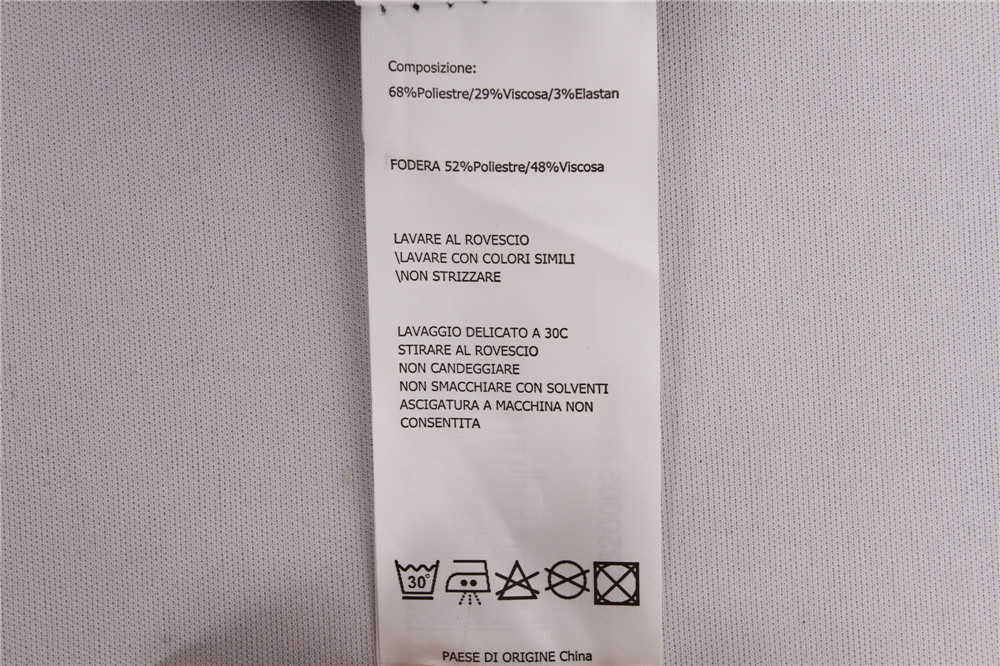 Composizione:
68%Poliestre/29%Viscosa/3%Elastan
FODERA 52%Poliestre/48%Viscosa
LAVARE AL ROVESCIO
\LAVARE CON COLORI SIMILI
\NON STRIZZARE
LAVAGGIO DELICATO A 30C
STIRARE AL ROVESCIO
NON CANDEGGIARE
NON SMACCHIARE CON SOLVENTI
ASCIGATURA A MACCHINA NON
CONSENTITA
30°
PAESE DI ORIGINE China